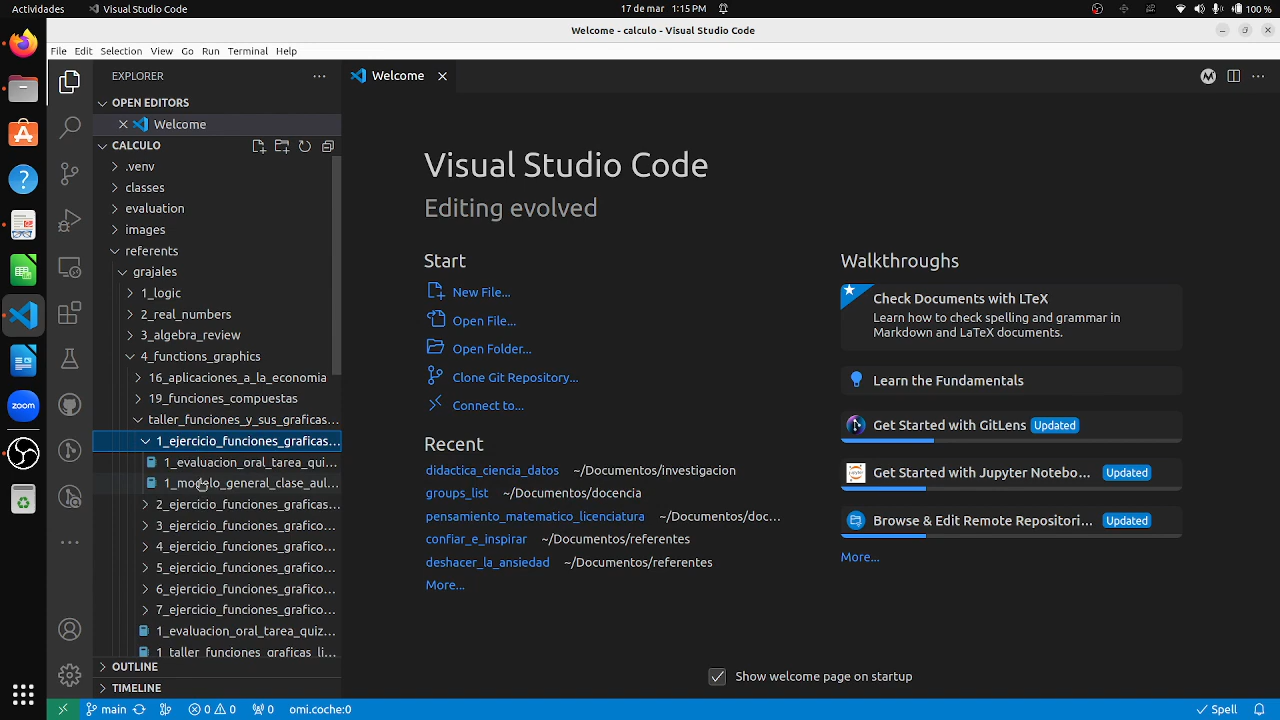 Actividades Visual Studio Code 17 de mar 1:15 PM 100 %
Welcome - calculo - Visual Studio Code
File Edit Selection View Go Run Terminal Help
EXPLORER
Welcome
OPEN EDITORS
Welcome
CALCULO
.venv
classes
evaluation
images
referents
grajales
1_logic
2_real_numbers
3_algebra_review
4_functions_graphics
16_aplicaciones_a_la_economia
19_funciones_compuestas
taller_funciones_y_sus_graficas...
1_ejercicio_funciones_graficas...
1_evaluacion_oral_tarea_qui...
1_modelo_general_clase_aul...
2_ejercicio_funciones_graficas...
3_ejercicio_funciones_grafico...
4_ejercicio_funciones_grafico...
5_ejercicio_funciones_grafico...
6_ejercicio_funciones_grafico...
7_ejercicio_funciones_grafico...
1_evaluacion_oral_tarea_quiz...
1_taller_funciones_graficas_li...
OUTLINE
TIMELINE
Visual Studio Code
Editing evolved
Start
New File...
Open File...
Open Folder...
Clone Git Repository...
Connect to...
Recent
didactica_ciencia_datos ~/Documentos/investigacion
groups_list ~/Documentos/docencia
pensamiento_matematico_licenciatura ~/Documentos/doc...
confiar_e_inspirar ~/Documentos/referentes
deshacer_la_ansiedad ~/Documentos/referentes
More...
Walkthroughs
Check Documents with LTeX
Learn how to check spelling and grammar in
Markdown and LaTeX documents.
Learn the Fundamentals
Get Started with GitLens Updated
Get Started with Jupyter Notebo... Updated
Browse & Edit Remote Repositori... Updated
More...
Show welcome page on startup
zoom
main 0 0 0 omi.coche:0 Spell